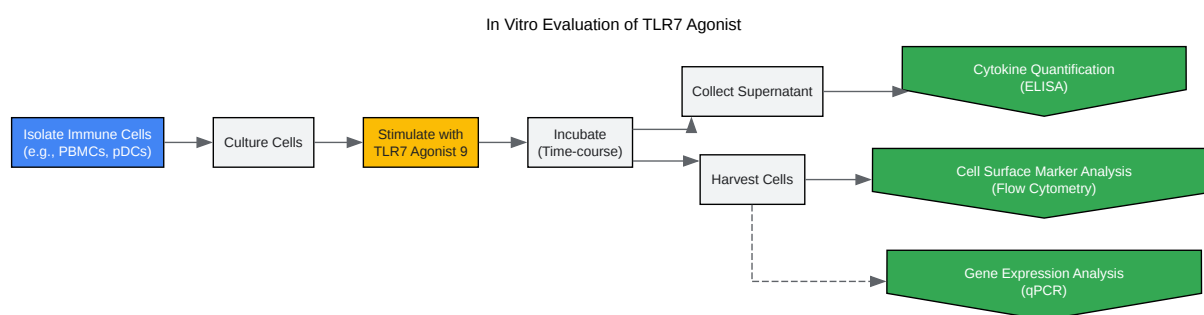 In Vitro Evaluation of TLR7 Agonist
Isolate Immune Cells
(e.g., PBMCs, pDCs)
Culture Cells
Stimulate with
TLR7 Agonist 9
Incubate
(Time-course)
Collect Supernatant
Harvest Cells
Cytokine Quantification
(ELISA)
Cell Surface Marker Analysis
(Flow Cytometry)
Gene Expression Analysis
(qPCR)